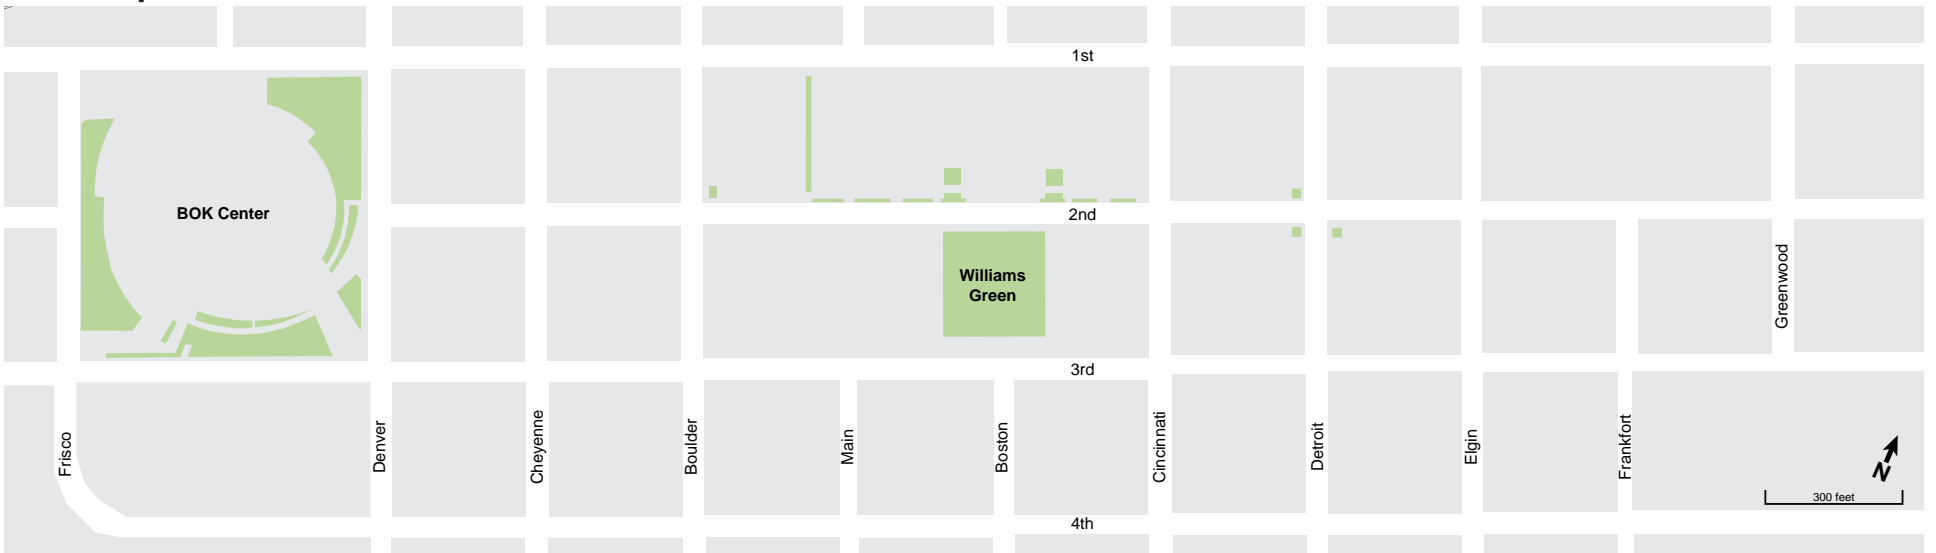 1st
BOK Center
2nd
Williams
Green
Greenwood
3rd
Frisco
Denver
Cheyenne
Boulder
Main
Boston
Cincinnati
Detroit
Elgin
Frankfort
N
300 feet
4th